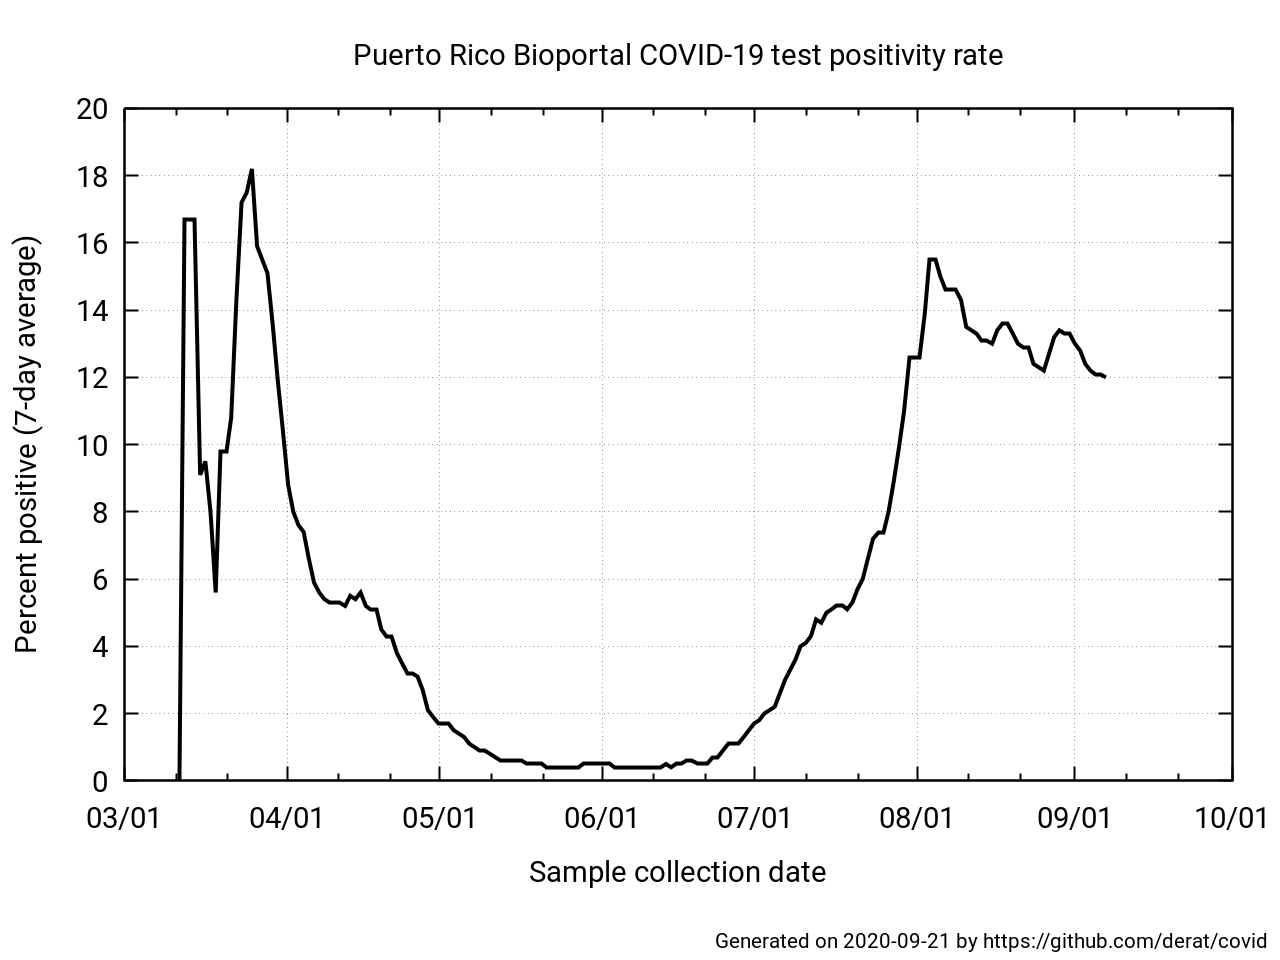 Puerto Rico Bioportal COVID-19 test positivity rate
Percent positive (7-day average)
20
18
16
14
12
10
8
6
4
2
0
03/01 04/01 05/01 06/01 07/01 08/01 09/01 10/01
Sample collection date
Generated on 2020-09-21 by https://github.com/derat/covid